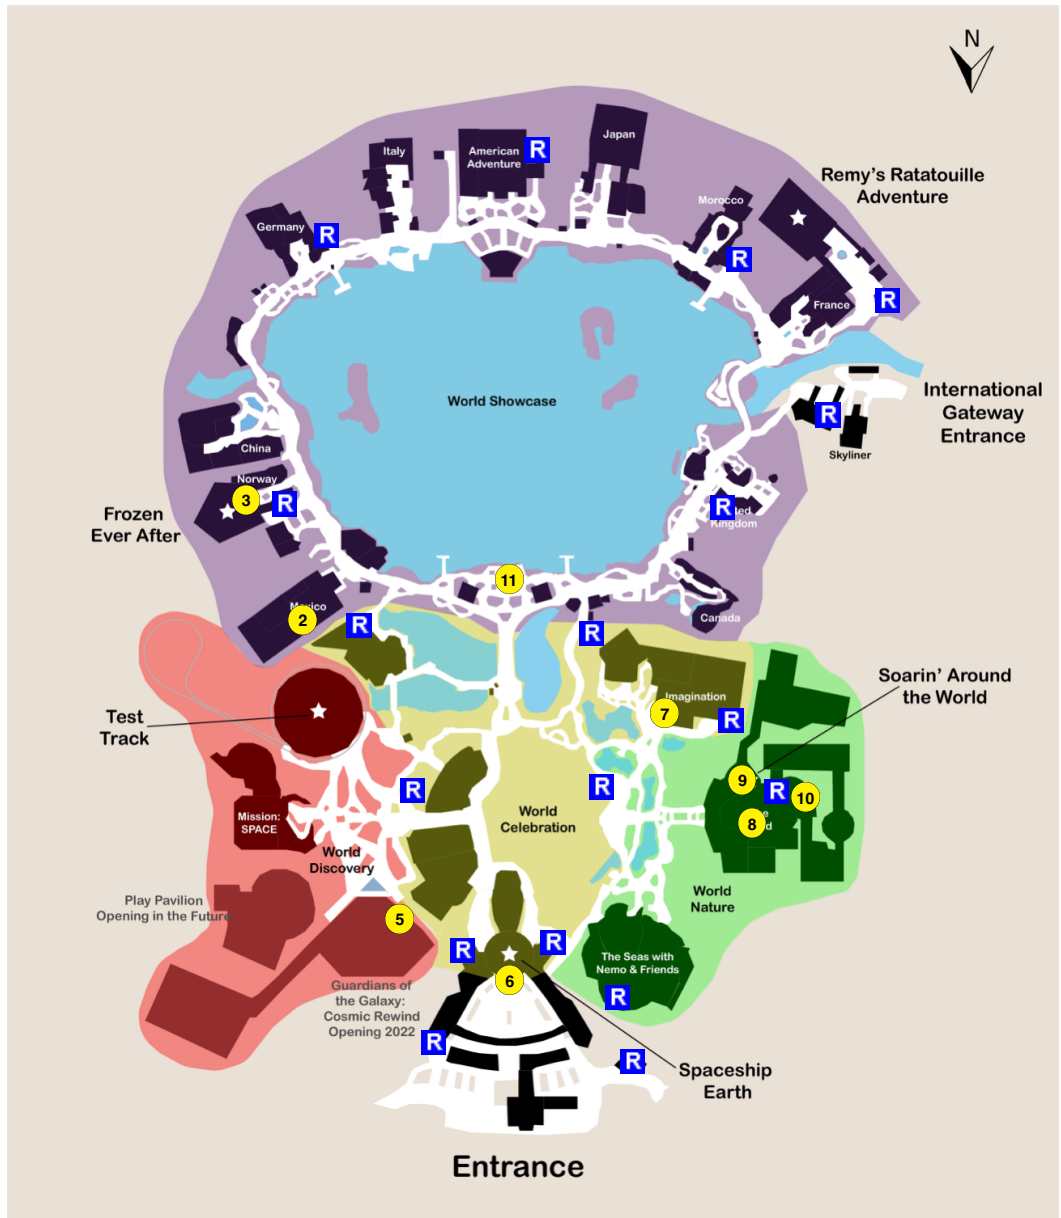 N
Japan
Italy
American
Adventure
R
Remy's Ratatouille
Adventure
Morocco
Germany
R
R
France
R
World Showcase
International
Gateway
Entrance
R
Skyliner
China
Norway
3
R
Frozen
Ever After
R
Kingdom
11
Mexico
2
R
R
Canada
Soarin' Around
the World
Imagination
7
R
Test
Track
9
R
10
8
R
R
World
Celebration
Mission:
SPACE
World
Discovery
World
Nature
Play Pavilion
Opening in the Future
5
R
R
The Seas with
Nemo & Friends
6
R
Guardians of
the Galaxy:
Cosmic Rewind
Opening 2022
R
R
Spaceship
Earth
Entrance